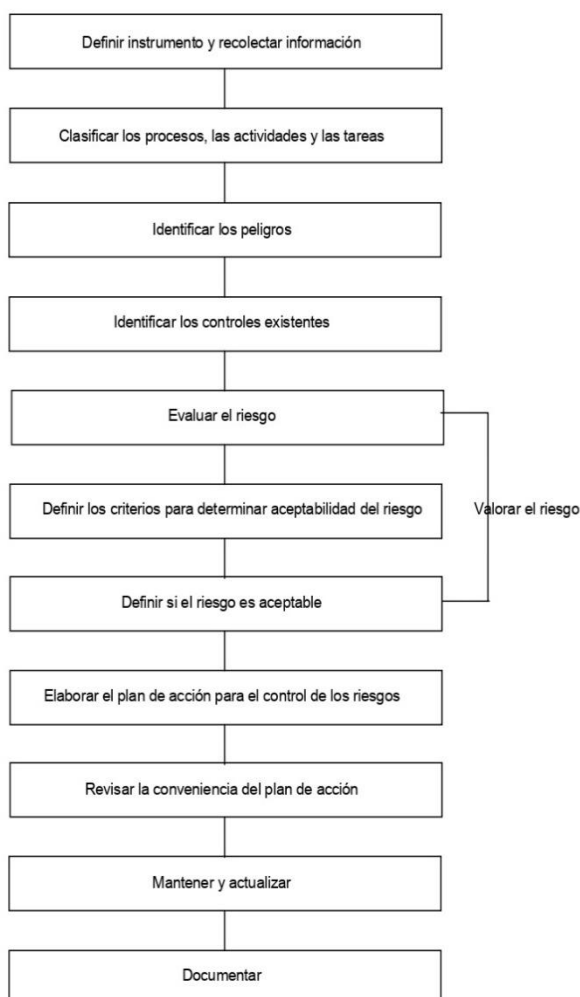 Definir instrumento y recolectar información
Clasificar los procesos, las actividades y las tareas
Identificar los peligros
Identificar los controles existentes
Evaluar el riesgo
Definir los criterios para determinar aceptabilidad del riesgo
Valorar el riesgo
Definir si el riesgo es aceptable
Elaborar el plan de acción para el control de los riesgos
Revisar la conveniencia del plan de acción
Mantener y actualizar
Documentar